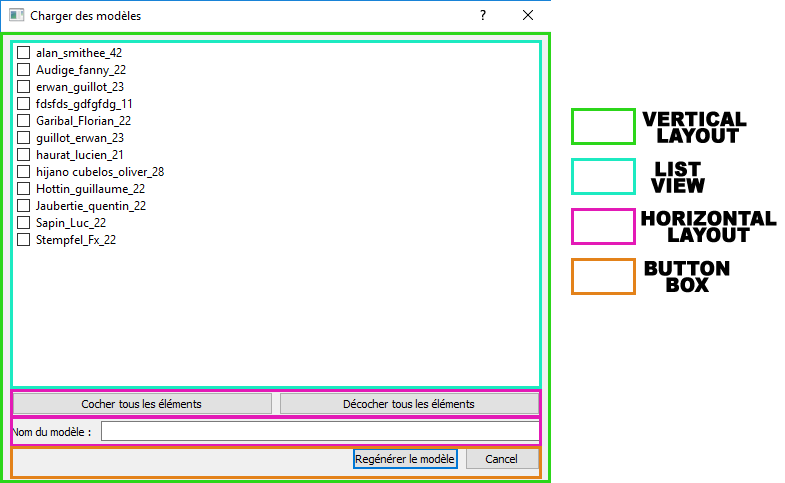 Charger des modèles
alan_smithee_42
Audige_fanny_22
erwan_guillot_23
fdsfds_gdfgfdg_11
Garibal_Florian_22
guillot_erwan_23
haurat_lucien_21
hijano cubelos_oliver_28
Hottin_guillaume_22
Jaubertie_quentin_22
Sapin_Luc_22
Stempfel_Fx_22
Cocher tous les éléments
Décocher tous les éléments
Nom du modèle :
Regénérer le modèle
Cancel
VERTICAL
LAYOUT
LIST
VIEW
HORIZONTAL
LAYOUT
BUTTON
BOX